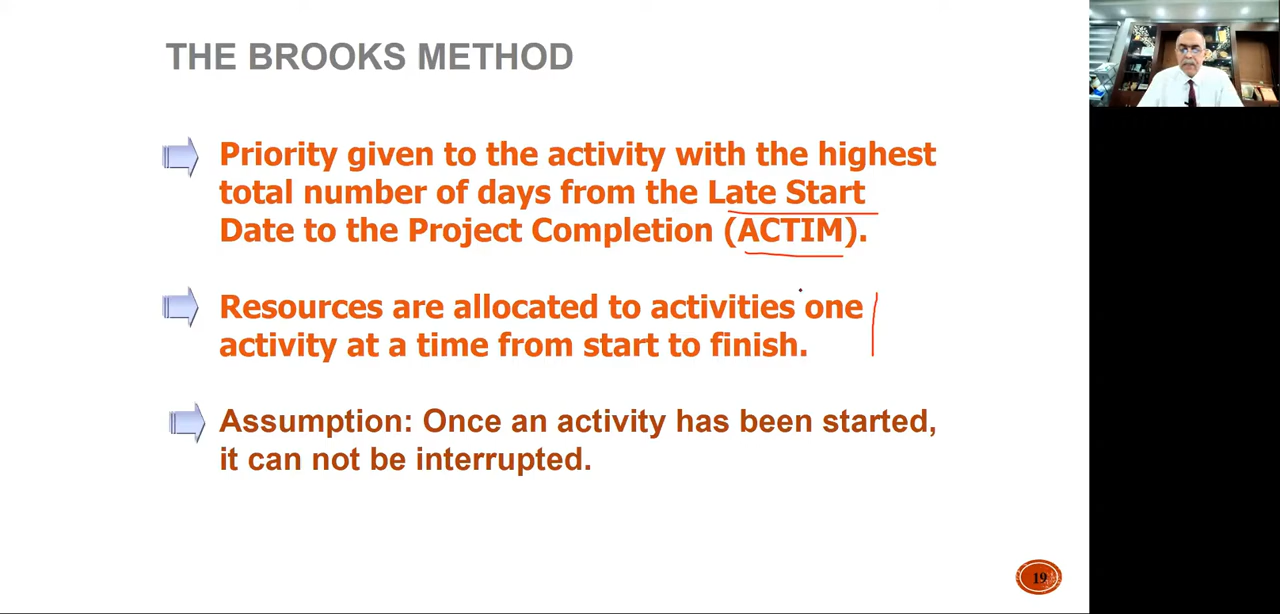 THE BROOKS METHOD
Priority given to the activity with the highest
total number of days from the Late Start
Date to the Project Completion (ACTIM).
Resources are allocated to activities one
activity at a time from start to finish.
Assumption: Once an activity has been started,
it can not be interrupted.
19